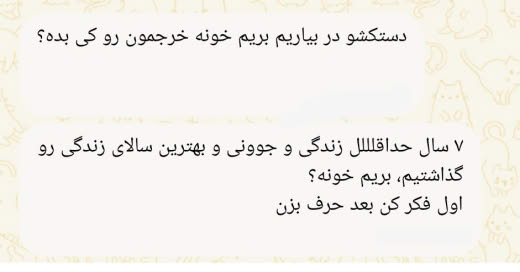 دستکشو در بیاریم بریم خونه خرجمون رو کی بده؟
۷ سال حداقلللل زندگی و جوونی و بهترین سالای زندگی رو
گذاشتیم، بریم خونه؟
اول فکر کن بعد حرف بزن